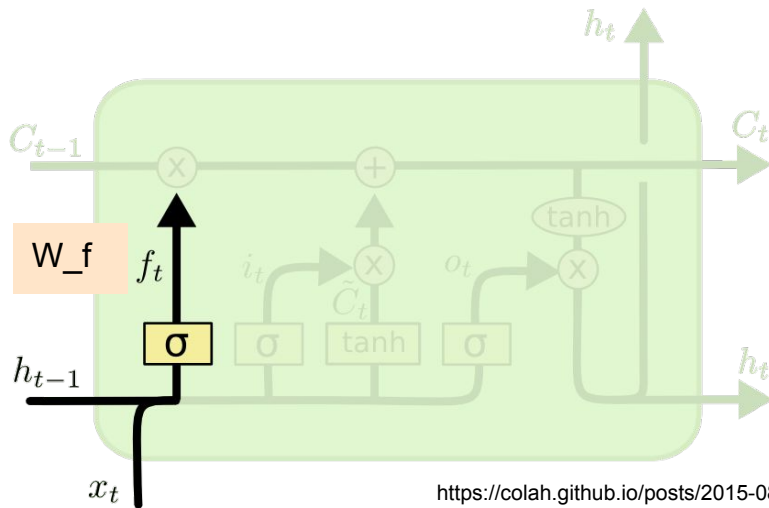 h_t
C_{t-1}
C_t
x
+
tanh
W_f
f_t
i_t
x
o_t
x
C̃_t
σ
σ
tanh
σ
h_{t-1}
h_t
x_t
https://colah.github.io/posts/2015-08